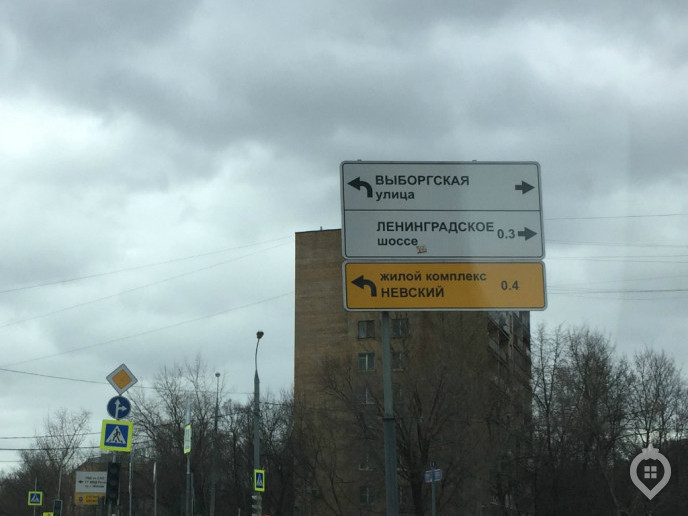 ВЫБОРГСКАЯ
улица
ЛЕНИНГРАДСКОЕ
шоссе 0.3
жилой комплекс
НЕВСКИЙ 0.4